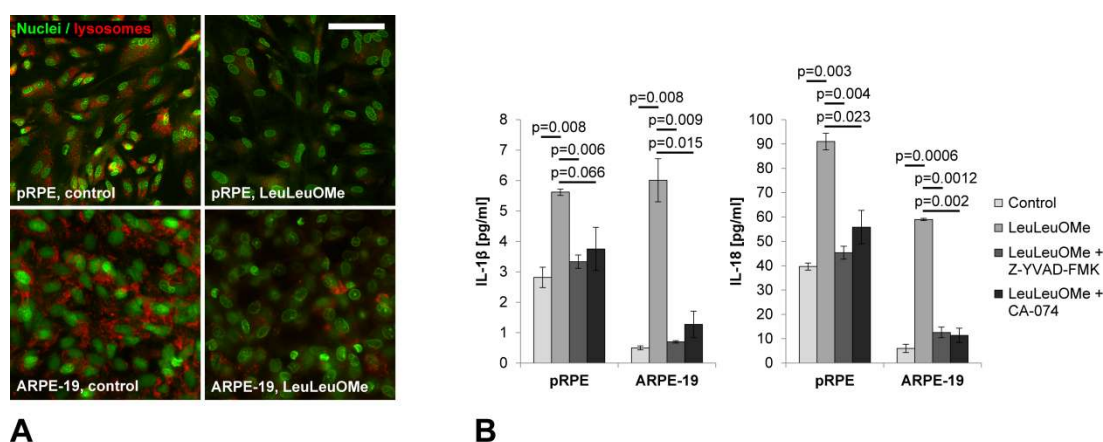 Nuclei / lysosomes
pRPE, control
pRPE, LeuLeuOMe
ARPE-19, control
ARPE-19, LeuLeuOMe
A
IL-1β [pg/ml]
8
7
6
5
4
3
2
1
0
p=0.008
p=0.006
p=0.066
p=0.008
p=0.009
p=0.015
pRPE
ARPE-19
IL-18 [pg/ml]
100
90
80
70
60
50
40
30
20
10
0
p=0.003
p=0.004
p=0.023
p=0.0006
p=0.0012
p=0.002
pRPE
ARPE-19
Control
LeuLeuOMe
LeuLeuOMe +
Z-YVAD-FMK
LeuLeuOMe +
CA-074
B